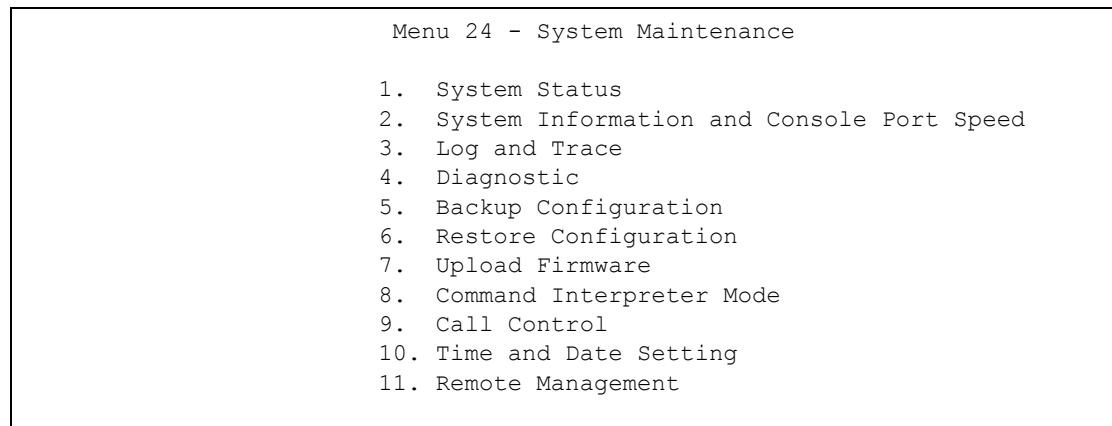 Menu 24 - System Maintenance
1. System Status
2. System Information and Console Port Speed
3. Log and Trace
4. Diagnostic
5. Backup Configuration
6. Restore Configuration
7. Upload Firmware
8. Command Interpreter Mode
9. Call Control
10. Time and Date Setting
11. Remote Management